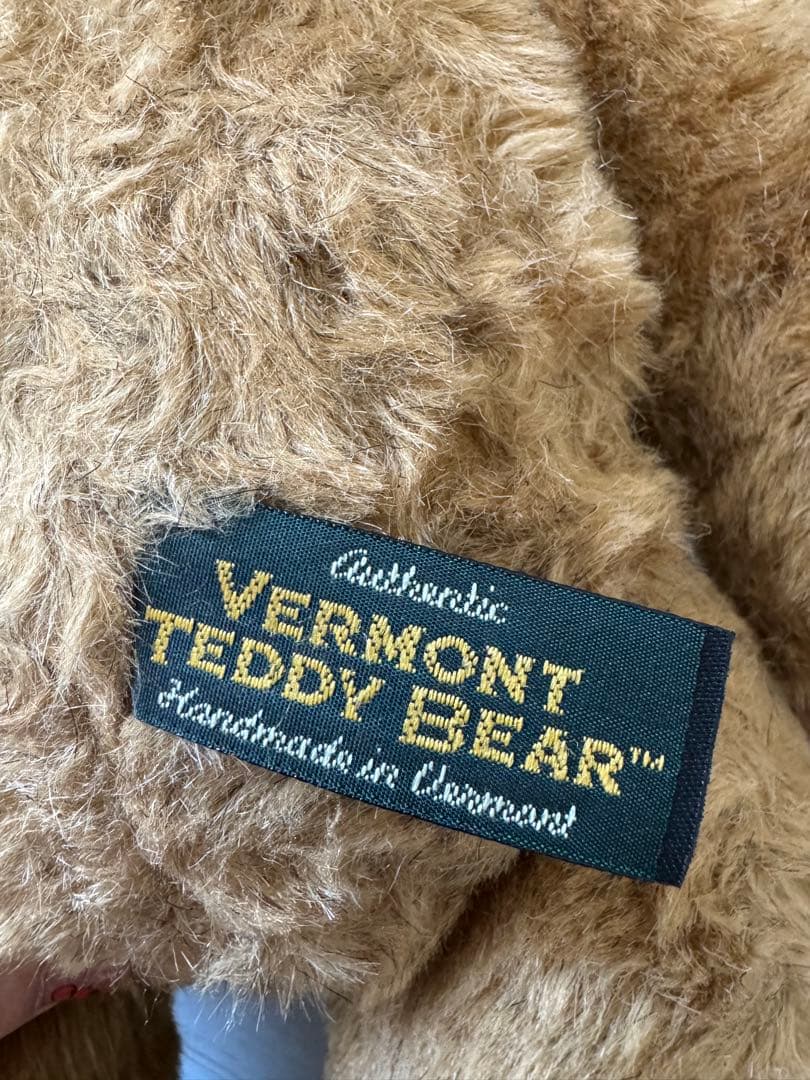 Authentic
VERMONT
TEDDY BEAR™
Handmade in Vermont